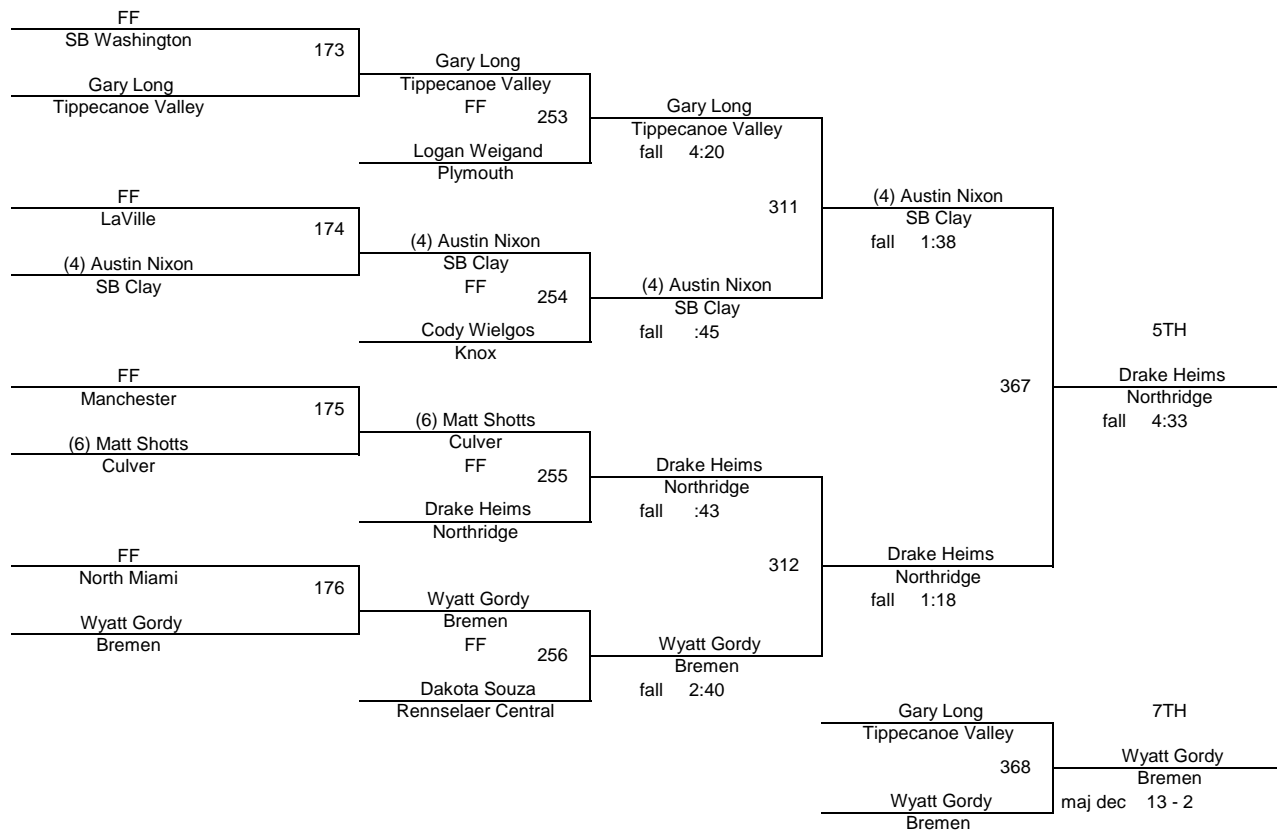 FF
SB Washington
173
Gary Long
Tippecanoe Valley
FF
LaVille
174
(4) Austin Nixon
SB Clay
FF
Manchester
175
(6) Matt Shotts
Culver
FF
North Miami
176
Wyatt Gordy
Bremen
Gary Long
Tippecanoe Valley
FF
253
Logan Weigand
Plymouth
(4) Austin Nixon
SB Clay
FF
254
Cody Wielgos
Knox
(6) Matt Shotts
Culver
FF
255
Drake Heims
Northridge
Wyatt Gordy
Bremen
FF
256
Dakota Souza
Rennselaer Central
Gary Long
Tippecanoe Valley
fall 4:20
311
(4) Austin Nixon
SB Clay
fall :45
Drake Heims
Northridge
fall :43
312
Wyatt Gordy
Bremen
fall 2:40
(4) Austin Nixon
SB Clay
fall 1:38
367
Drake Heims
Northridge
fall 1:18
5TH
Drake Heims
Northridge
fall 4:33
Gary Long
Tippecanoe Valley
368
Wyatt Gordy
Bremen
7TH
Wyatt Gordy
Bremen
maj dec 13 - 2